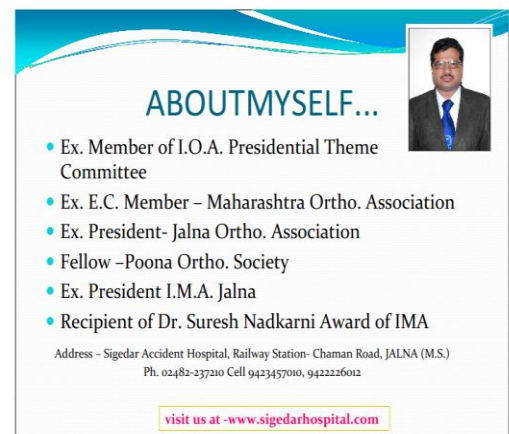 ABOUTMYSELF...
Ex. Member of I.O.A. Presidential Theme
Committee
Ex. E.C. Member – Maharashtra Ortho. Association
Ex. President- Jalna Ortho. Association
Fellow –Poona Ortho. Society
Ex. President I.M.A. Jalna
Recipient of Dr. Suresh Nadkarni Award of IMA
Address – Sigedar Accident Hospital, Railway Station- Chaman Road, JALNA (M.S.)
Ph. 02482-237210 Cell 9423457010, 9422226012
visit us at -www.sigedarhospital.com